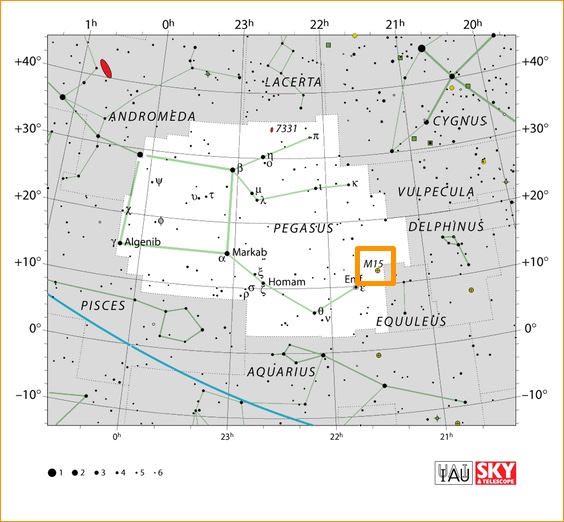 1h 0h 23h 22h 21h 20h
+40° +40°
LACERTA
ANDROMEDA
CYGNUS
+30° 7331 π +30°
η
ο
β
ψ
κ
ι
μ
λ
VULPECULA
+20° υ τ +20°
χ
φ
PEGASUS
DELPHINUS
γ Algenib
α Markab
M15
+10° ξ +10°
Homam
ζ
σ
ρ
Enif
ε
PISCES
θ
ν
EQUULEUS
0° 0°
AQUARIUS
−10° −10°
0h 23h 22h 21h
1 2 3 4 5 6
IAU
SKY
& TELESCOPE